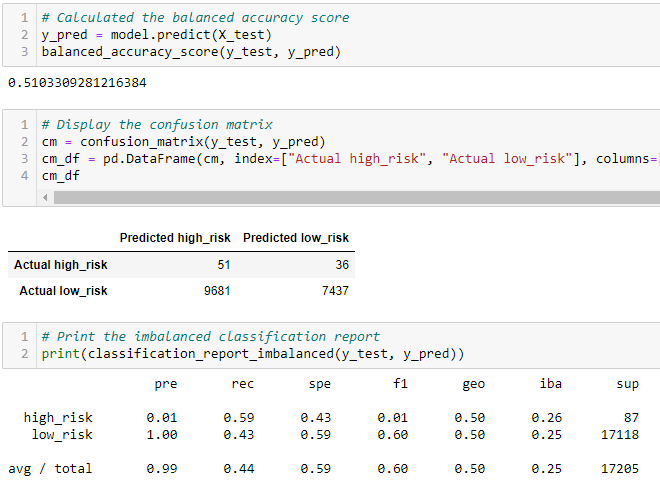 1 # Calculated the balanced accuracy score
2 y_pred = model.predict(X_test)
3 balanced_accuracy_score(y_test, y_pred)
0.5103309281216384
1 # Display the confusion matrix
2 cm = confusion_matrix(y_test, y_pred)
3 cm_df = pd.DataFrame(cm, index=["Actual high_risk", "Actual low_risk"], columns=[
4 cm_df
Predicted high_risk Predicted low_risk
Actual high_risk 51 36
Actual low_risk 9681 7437
1 # Print the imbalanced classification report
2 print(classification_report_imbalanced(y_test, y_pred))
pre rec spe f1 geo iba sup
high_risk 0.01 0.59 0.43 0.01 0.50 0.26 87
low_risk 1.00 0.43 0.59 0.60 0.50 0.25 17118
avg / total 0.99 0.44 0.59 0.60 0.50 0.25 17205